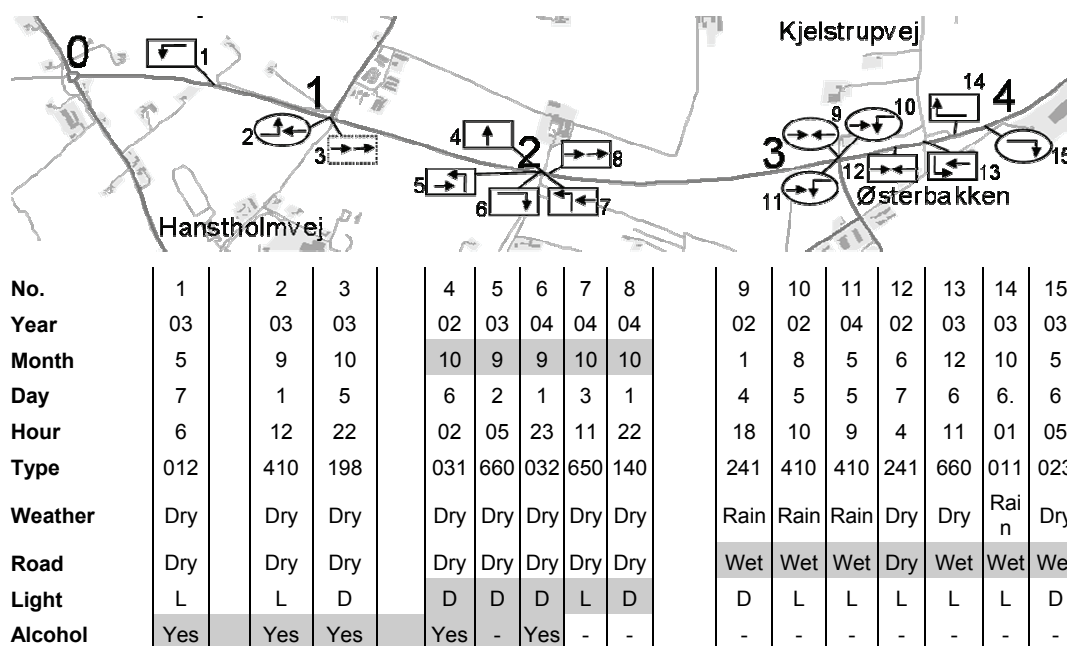 Kjelstrupvej
0
1
1
2
3
4
2
5
6
7
8
3
9
10
11
12
13
14
4
15
Østerbakken
Hanstholmvej
No. 1 2 3 4 5 6 7 8 9 10 11 12 13 14 15
Year 03 03 03 02 03 04 04 04 02 02 04 02 03 03 03
Month 5 9 10 10 9 9 10 10 1 8 5 6 12 10 5
Day 7 1 5 6 2 1 3 1 4 5 5 7 6 6. 6
Hour 6 12 22 02 05 23 11 22 18 10 9 4 11 01 05
Type 012 410 198 031 660 032 650 140 241 410 410 241 660 011 023
Weather Dry Dry Dry Dry Dry Dry Dry Dry Rain Rain Rain Dry Dry Rai n Dry
Road Dry Dry Dry Dry Dry Dry Dry Dry Wet Wet Wet Dry Wet Wet We
Light L L D D D D L D D L L L L L D
Alcohol Yes Yes Yes Yes - Yes - - - - - - - - -